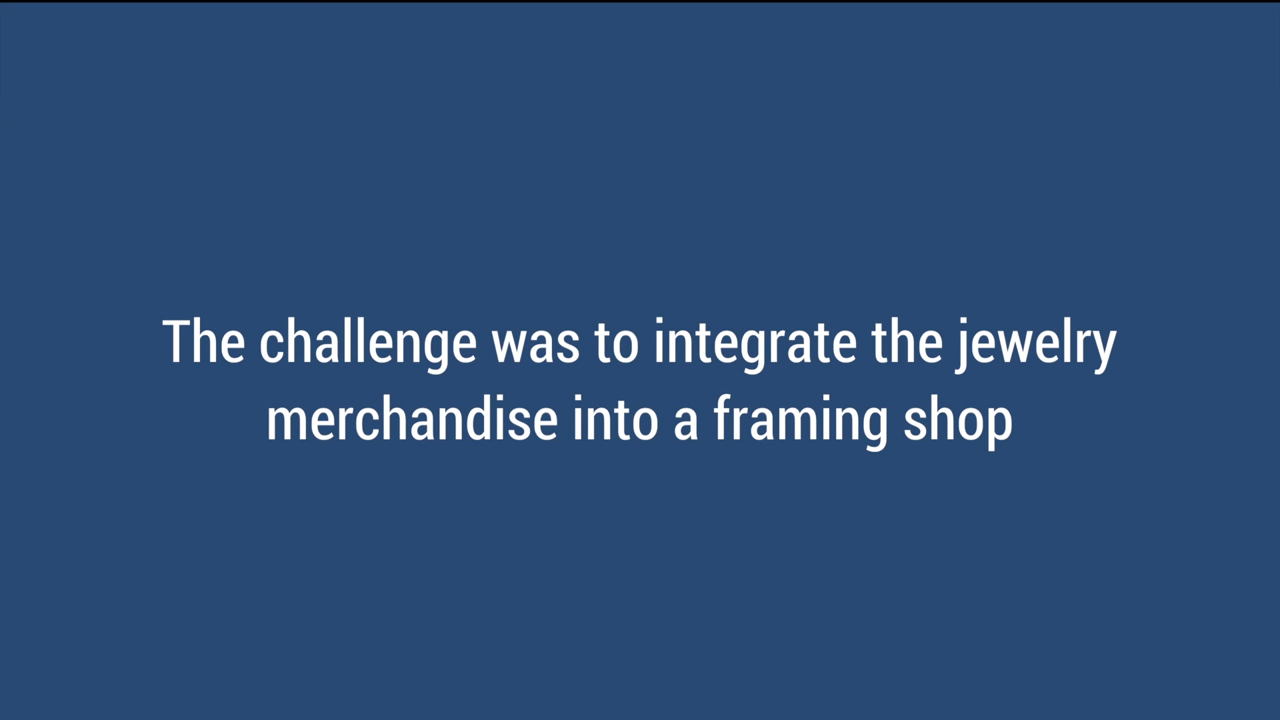 The challenge was to integrate the jewelry
merchandise into a framing shop